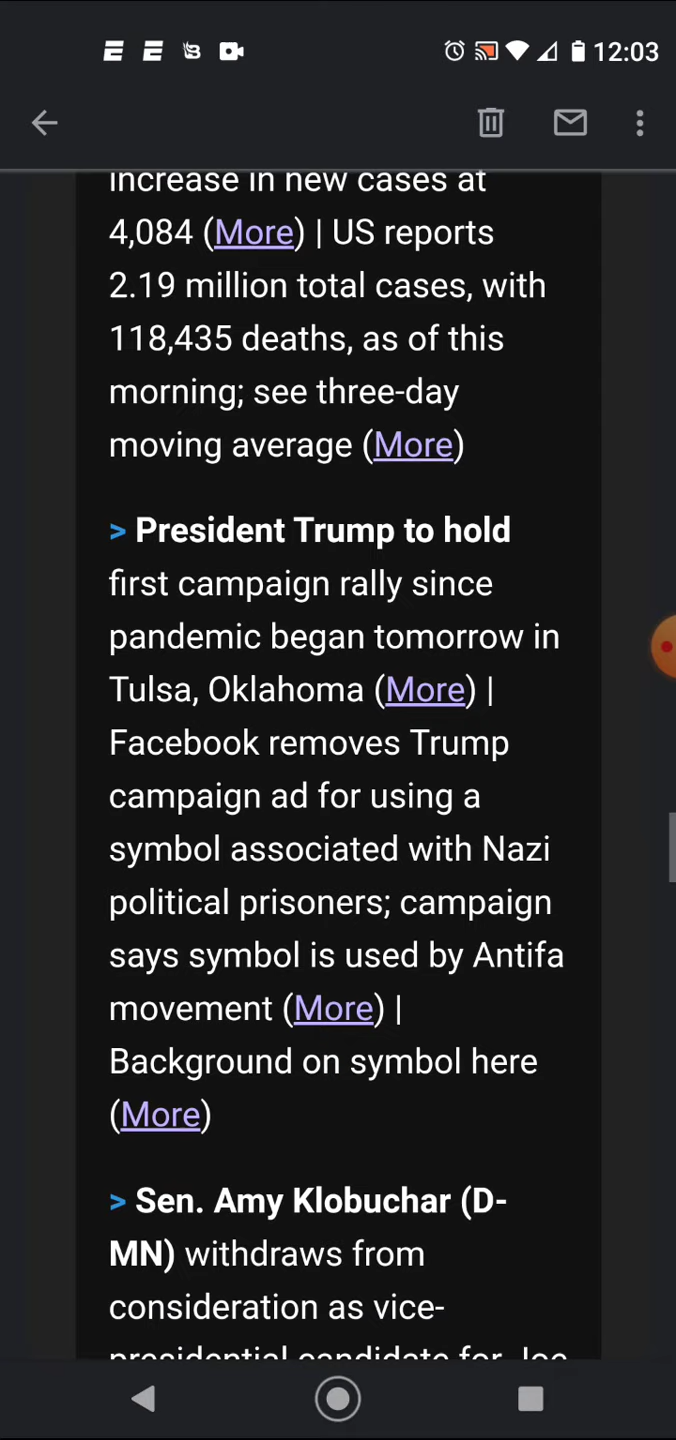 12:03
increase in new cases at
4,084 (More) | US reports
2.19 million total cases, with
118,435 deaths, as of this
morning; see three-day
moving average (More)
> President Trump to hold
first campaign rally since
pandemic began tomorrow in
Tulsa, Oklahoma (More) |
Facebook removes Trump
campaign ad for using a
symbol associated with Nazi
political prisoners; campaign
says symbol is used by Antifa
movement (More) |
Background on symbol here
(More)
> Sen. Amy Klobuchar (D-
MN) withdraws from
consideration as vice-
presidential candidate for Joe